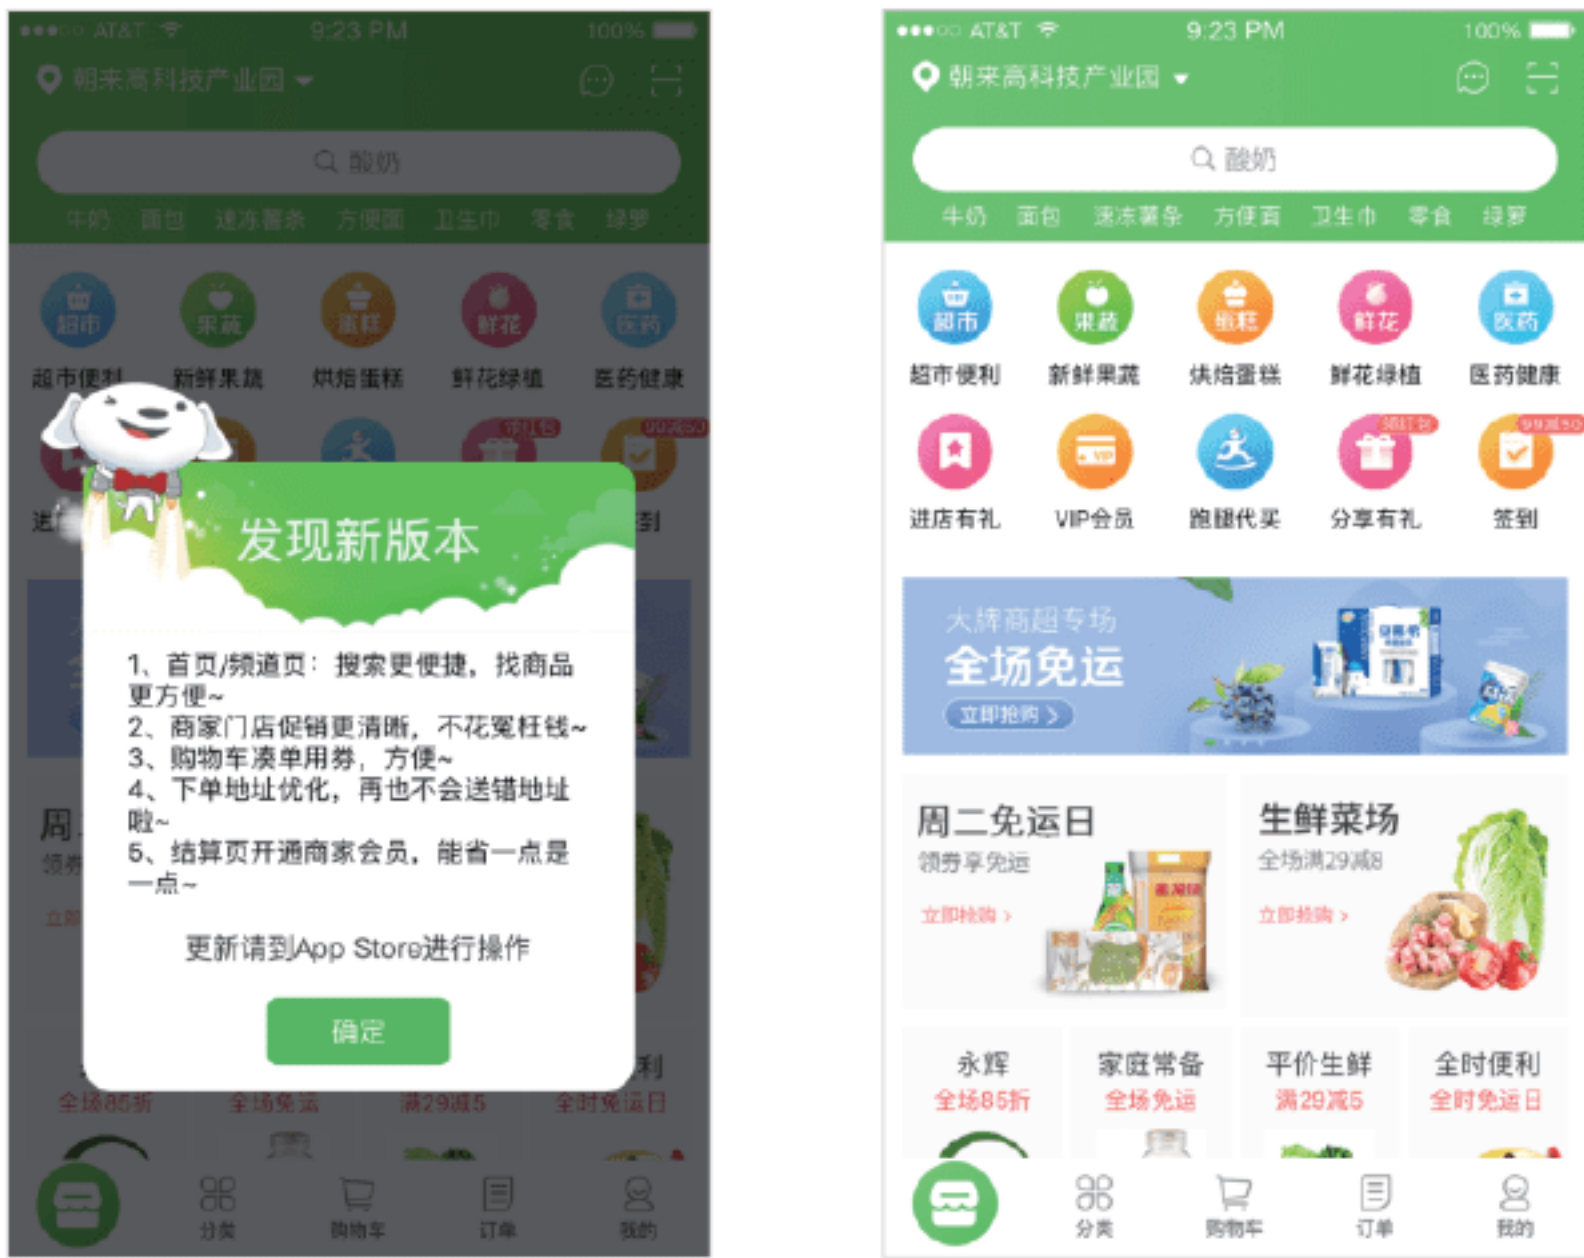 AT&T
9:23 PM
100%
朝来高科技产业园
酸奶
牛奶 面包 速冻薯条 方便面 卫生巾 零食 绿萝
超市 果蔬 蛋糕 鲜花 医药
超市便利 新鲜果蔬 烘焙蛋糕 鲜花绿植 医药健康
领红包 99减50
发现新版本
1、首页/频道页：搜索更便捷，找商品
更方便~
2、商家门店促销更清晰，不花冤枉钱~
3、购物车凑单用券，方便~
4、下单地址优化，再也不会送错地址
啦~
5、结算页开通商家会员，能省一点是
一点~
更新请到App Store进行操作
确定
全场85折 全场免运 满29减5 全时免运日
分类 购物车 订单 我的
AT&T
9:23 PM
100%
朝来高科技产业园
酸奶
牛奶 面包 速冻薯条 方便面 卫生巾 零食 绿萝
超市 果蔬 蛋糕 鲜花 医药
超市便利 新鲜果蔬 烘焙蛋糕 鲜花绿植 医药健康
VIP 领红包 99减50
进店有礼 VIP会员 跑腿代买 分享有礼 签到
大牌商超专场
全场免运
立即抢购 >
周二免运日
领券享免运
立即抢购 >
生鲜菜场
全场满29减8
立即抢购 >
永辉 家庭常备 平价生鲜 全时便利
全场85折 全场免运 满29减5 全时免运日
分类 购物车 订单 我的